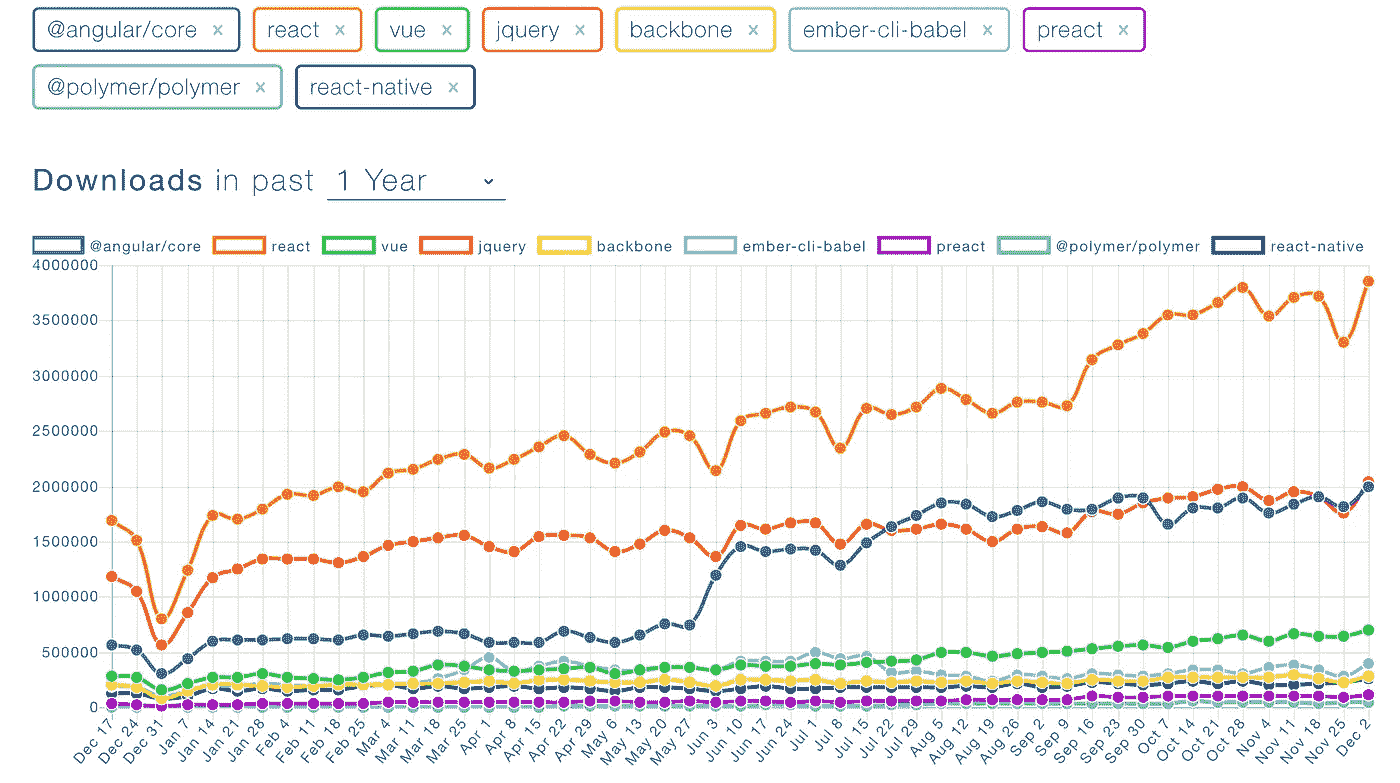 @angular/core × react × vue × jquery × backbone × ember-cli-babel × preact ×
@polymer/polymer × react-native ×
Downloads in past 1 Year
@angular/core react vue jquery backbone ember-cli-babel preact @polymer/polymer react-native
4000000
3500000
3000000
2500000
2000000
1500000
1000000
500000
0
Dec 17 Dec 24 Dec 31 Jan 7 Jan 14 Jan 21 Jan 28 Feb 4 Feb 11 Feb 18 Feb 25 Mar 4 Mar 11 Mar 18 Mar 25 Apr 1 Apr 8 Apr 15 Apr 22 Apr 29 May 6 May 13 May 20 May 27 Jun 3 Jun 10 Jun 17 Jun 24 Jul 1 Jul 8 Jul 15 Jul 22 Jul 29 Aug 5 Aug 12 Aug 19 Aug 26 Sep 2 Sep 9 Sep 16 Sep 23 Sep 30 Oct 7 Oct 14 Oct 21 Oct 28 Nov 4 Nov 11 Nov 18 Nov 25 Dec 2